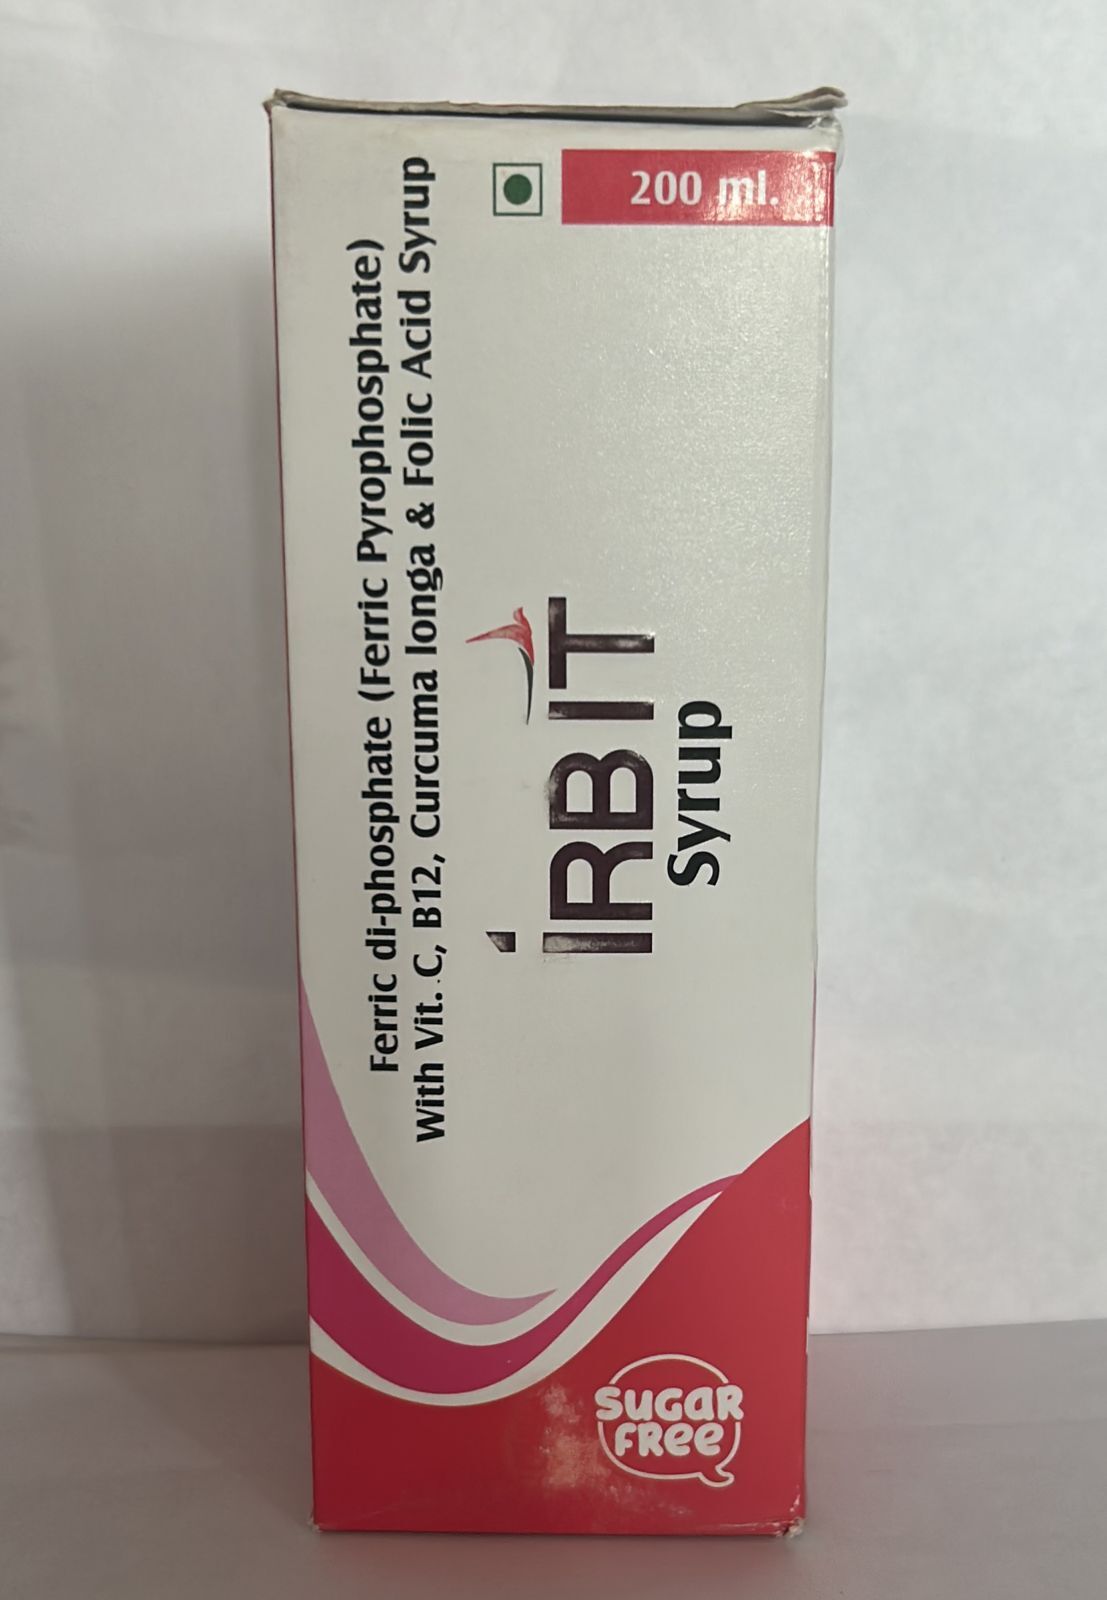 200 ml.
Ferric di-phosphate (Ferric Pyrophosphate)
With Vit. C, B12, Curcuma longa & Folic Acid Syrup
IRBIT
Syrup
SUGAR
FREE